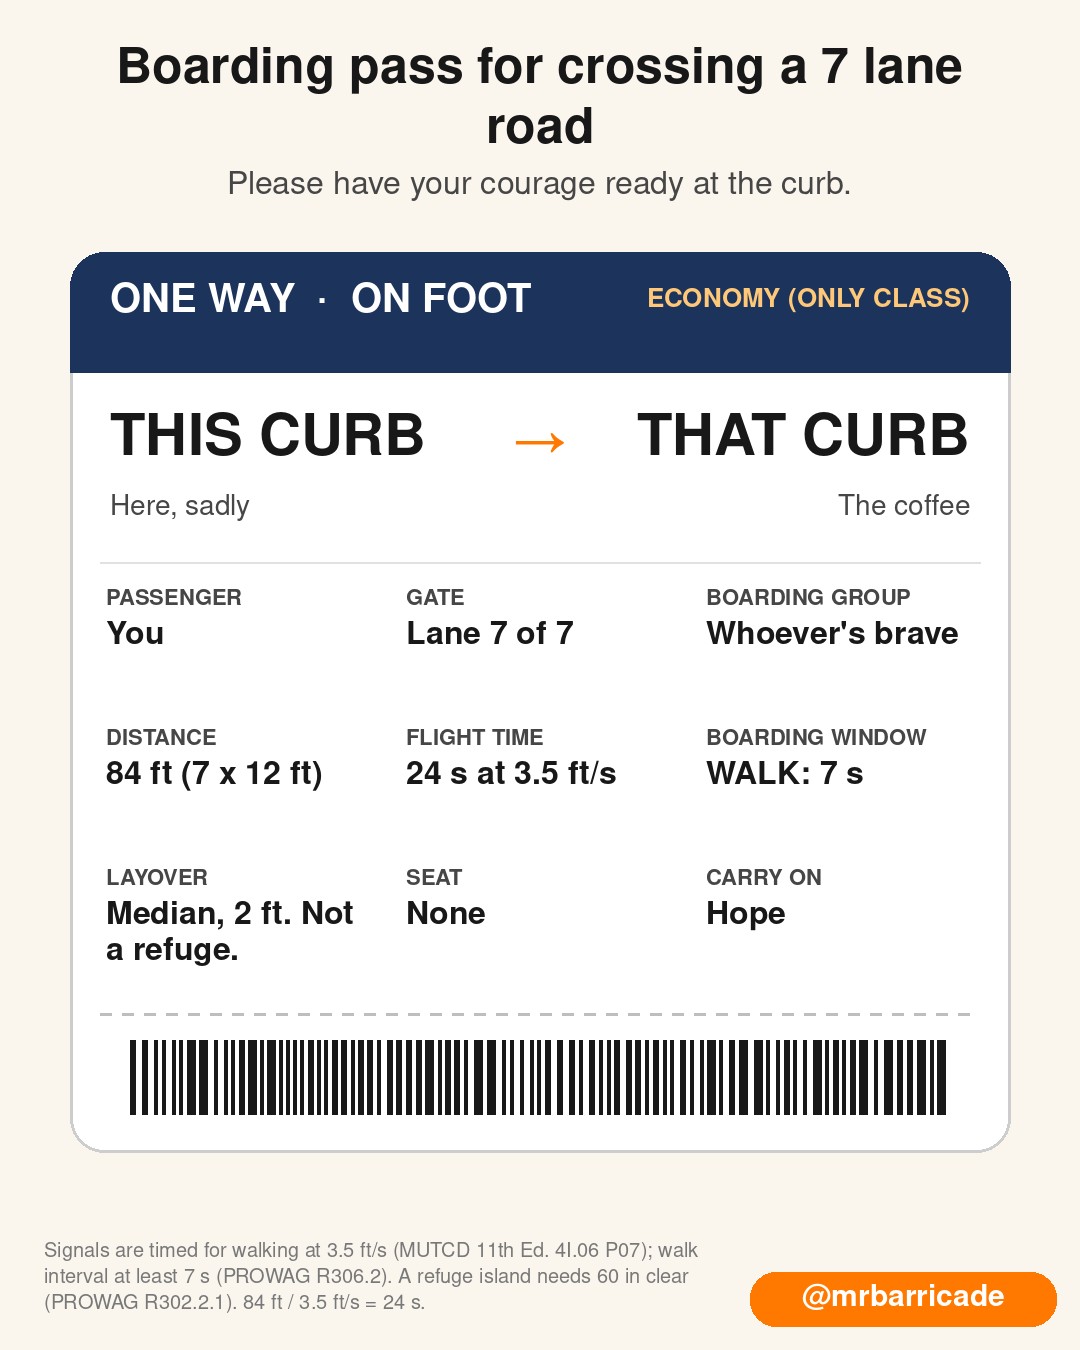 Boarding pass for crossing a 7 lane
road
Please have your courage ready at the curb.
ONE WAY · ON FOOT
ECONOMY (ONLY CLASS)
THIS CURB → THAT CURB
Here, sadly
The coffee
PASSENGER
You
GATE
Lane 7 of 7
BOARDING GROUP
Whoever's brave
DISTANCE
84 ft (7 x 12 ft)
FLIGHT TIME
24 s at 3.5 ft/s
BOARDING WINDOW
WALK: 7 s
LAYOVER
Median, 2 ft. Not
a refuge.
SEAT
None
CARRY ON
Hope
Signals are timed for walking at 3.5 ft/s (MUTCD 11th Ed. 4I.06 P07); walk
interval at least 7 s (PROWAG R306.2). A refuge island needs 60 in clear
(PROWAG R302.2.1). 84 ft / 3.5 ft/s = 24 s.
@mrbarricade